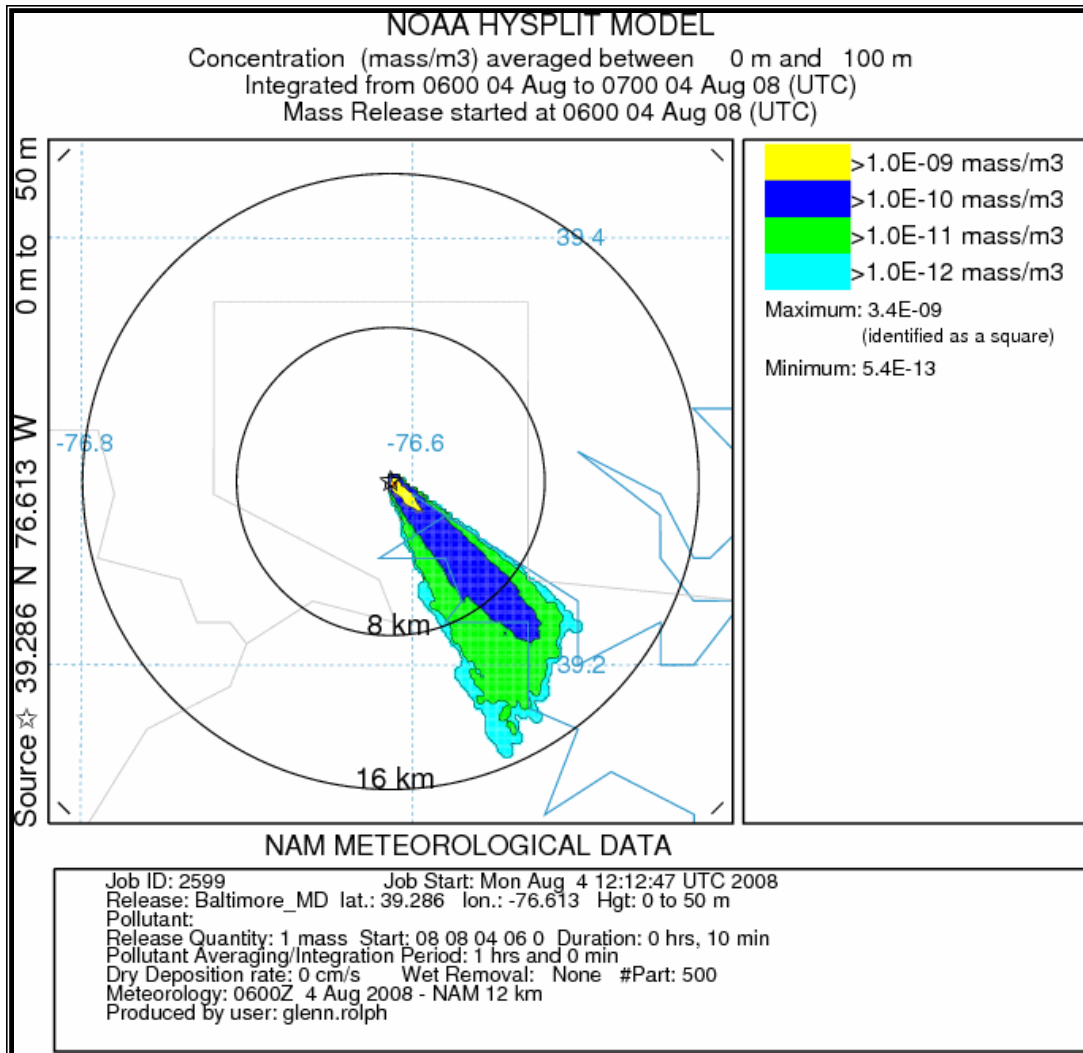 NOAA HYSPLIT MODEL
Concentration (mass/m3) averaged between 0 m and 100 m
Integrated from 0600 04 Aug to 0700 04 Aug 08 (UTC)
Mass Release started at 0600 04 Aug 08 (UTC)
Source ☆ 39.286 N 76.613 W 0 m to 50 m
39.4
-76.8
-76.6
8 km
39.2
16 km
>1.0E-09 mass/m3
>1.0E-10 mass/m3
>1.0E-11 mass/m3
>1.0E-12 mass/m3
Maximum: 3.4E-09
(identified as a square)
Minimum: 5.4E-13
NAM METEOROLOGICAL DATA
Job ID: 2599 Job Start: Mon Aug 4 12:12:47 UTC 2008
Release: Baltimore_MD lat.: 39.286 lon.: -76.613 Hgt: 0 to 50 m
Pollutant:
Release Quantity: 1 mass Start: 08 08 04 06 0 Duration: 0 hrs, 10 min
Pollutant Averaging/Integration Period: 1 hrs and 0 min
Dry Deposition rate: 0 cm/s Wet Removal: None #Part: 500
Meteorology: 0600Z 4 Aug 2008 - NAM 12 km
Produced by user: glenn.rolph